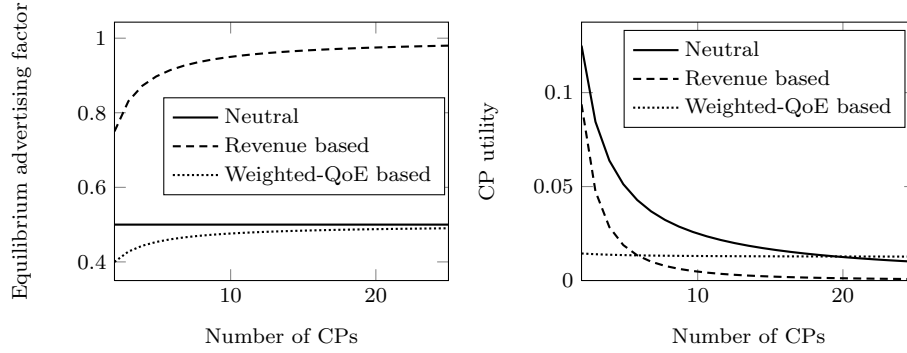 Equilibrium advertising factor
1
0.8
0.6
0.4
10
20
Number of CPs
Neutral
Revenue based
Weighted-QoE based
CP utility
0.1
0.05
0
10
20
Number of CPs
Neutral
Revenue based
Weighted-QoE based